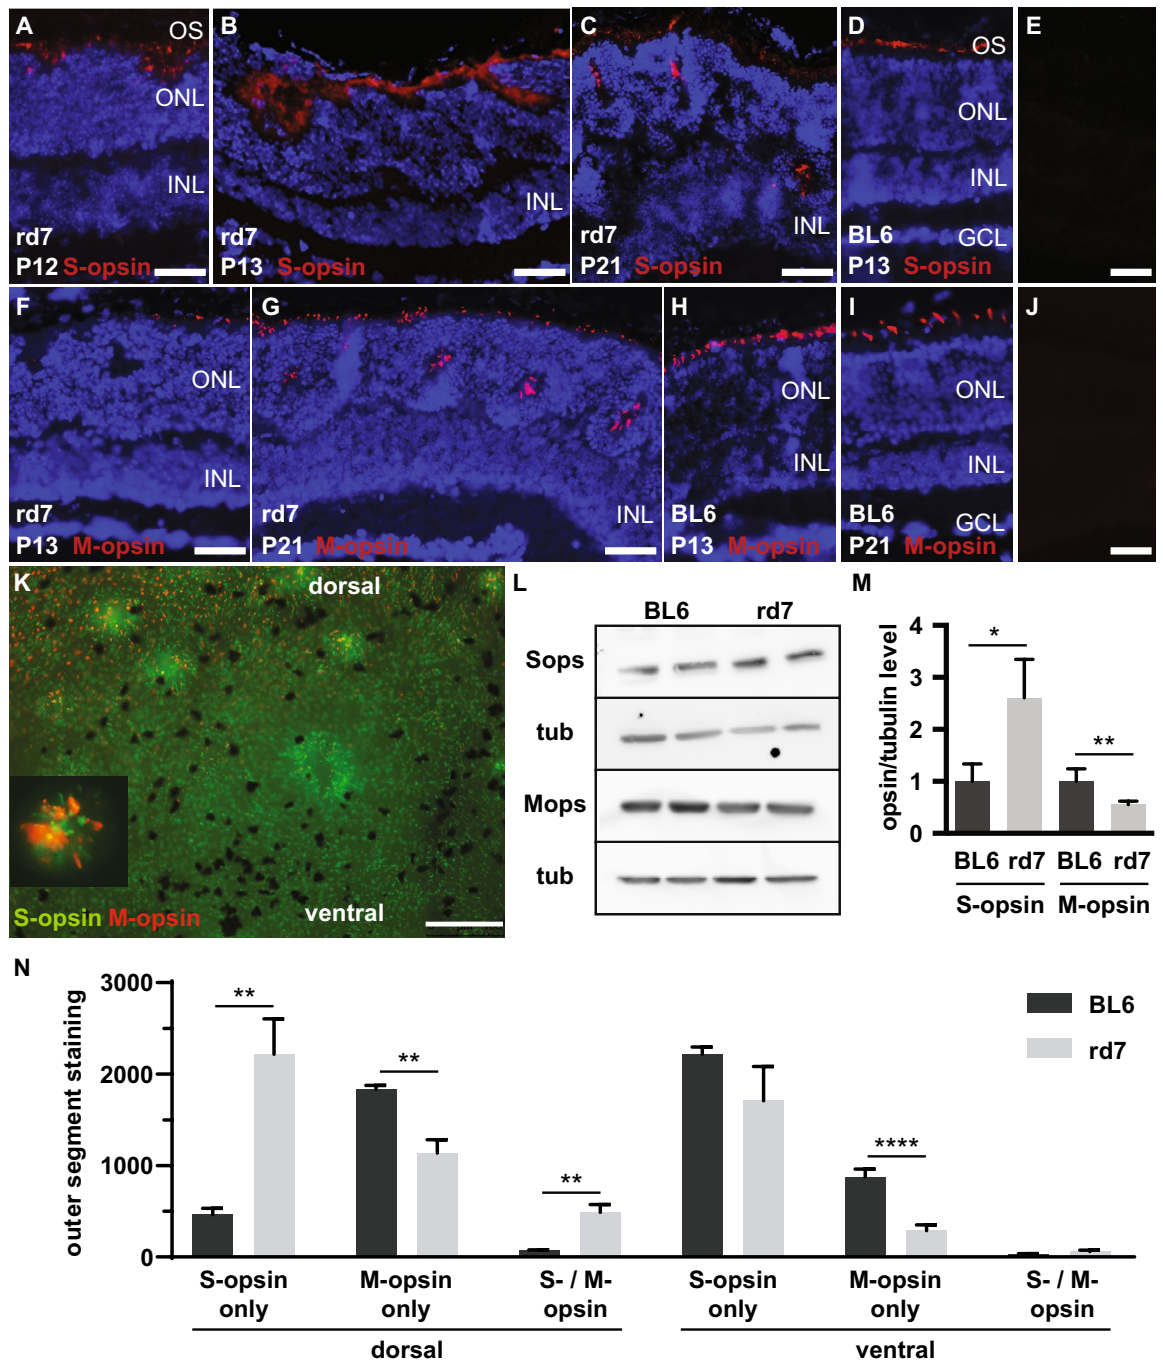 A OS ONL INL rd7 P12 S-opsin
B INL rd7 P13 S-opsin
C INL rd7 P21 S-opsin
D OS ONL INL GCL BL6 P13 S-opsin
E
F ONL INL rd7 P13 M-opsin
G INL rd7 P21 M-opsin
H ONL INL BL6 P13 M-opsin
I ONL INL GCL BL6 P21 M-opsin
J
K dorsal
ventral
S-opsin M-opsin
L
BL6 rd7
Sops
tub
Mops
tub
M
opsin/tubulin level
4
3
2
1
0
* **
BL6 rd7 BL6 rd7
S-opsin M-opsin
N
outer segment staining
3000
2000
1000
0
** ** ** ****
BL6
rd7
S-opsin only
M-opsin only
S- / M-opsin
S-opsin only
M-opsin only
S- / M-opsin
dorsal ventral